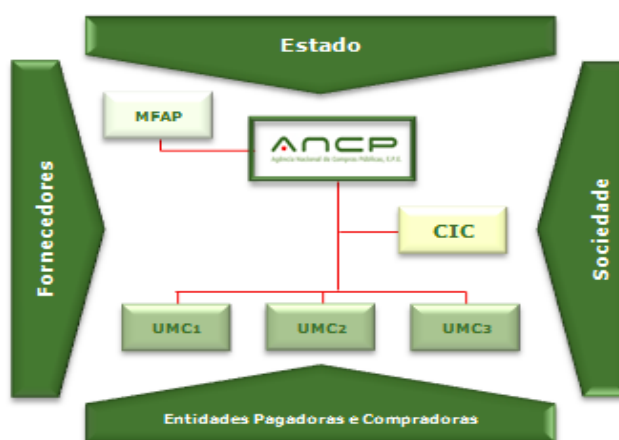 Estado
MFAP
ANCP
Agência Nacional de Compras Públicas, E.P.E.
Fornecedores
Sociedade
CIC
UMC1
UMC2
UMC3
Entidades Pagadoras e Compradoras